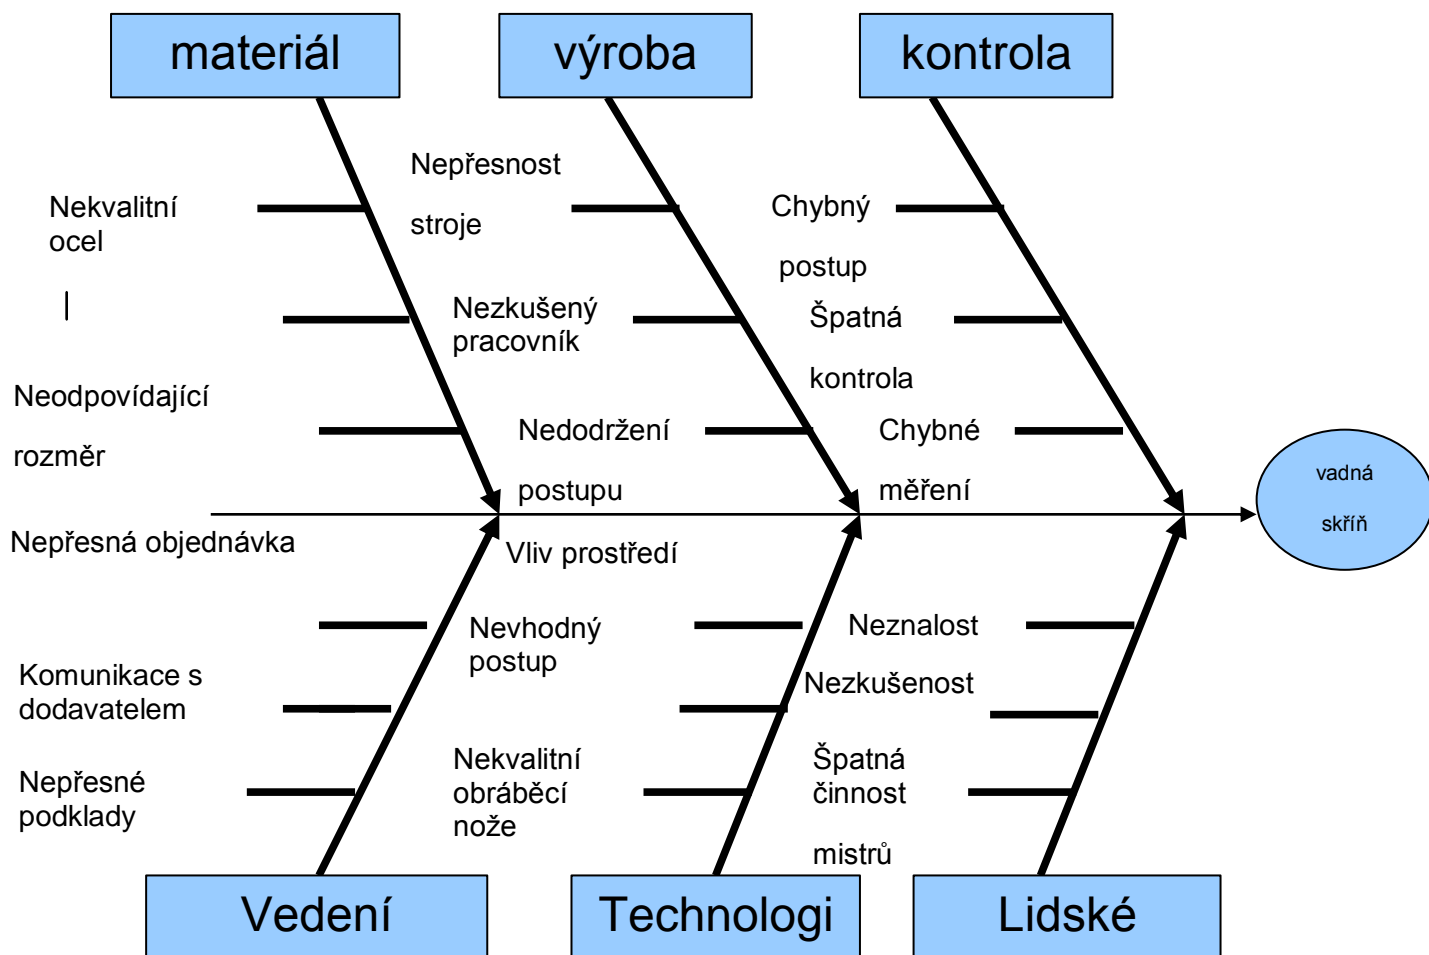 materiál
výroba
kontrola
Nekvalitní
ocel
Neodpovídající
rozměr
Nepřesnost
stroje
Nezkušený
pracovník
Nedodržení
postupu
Chybný
postup
Špatná
kontrola
Chybné
měření
vadná
skříň
Nepřesná objednávka
Komunikace s
dodavatelem
Nepřesné
podklady
Vliv prostředí
Nevhodný
postup
Nekvalitní
obráběcí
nože
Neznalost
Nezkušenost
Špatná
činnost
mistrů
Vedení
Technologi
Lidské